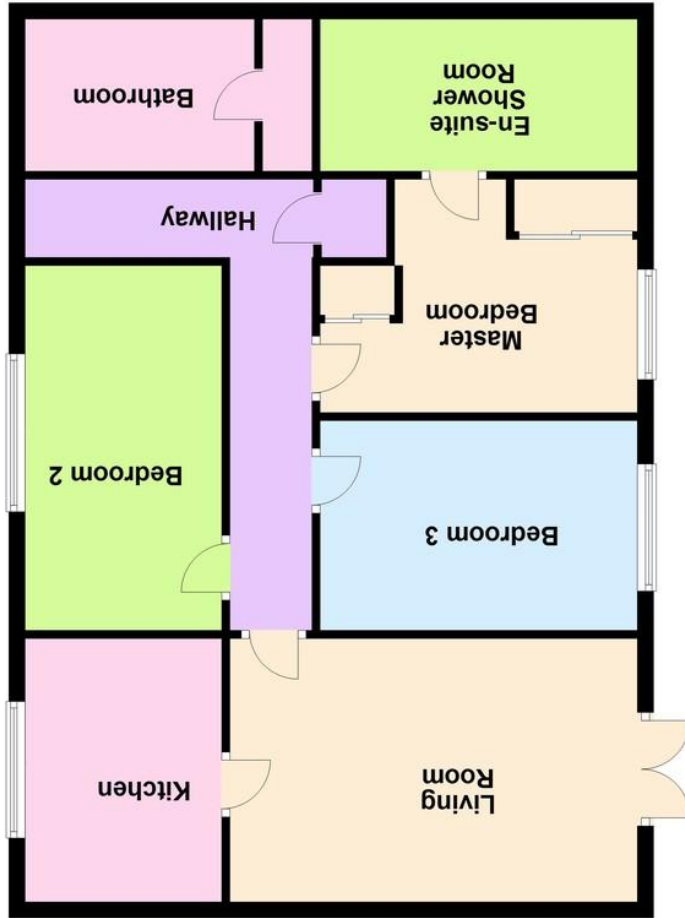 Living
Room
Kitchen
Bedroom 3
Bedroom 2
Master
Bedroom
Hallway
En-suite
Shower
Room
Bathroom